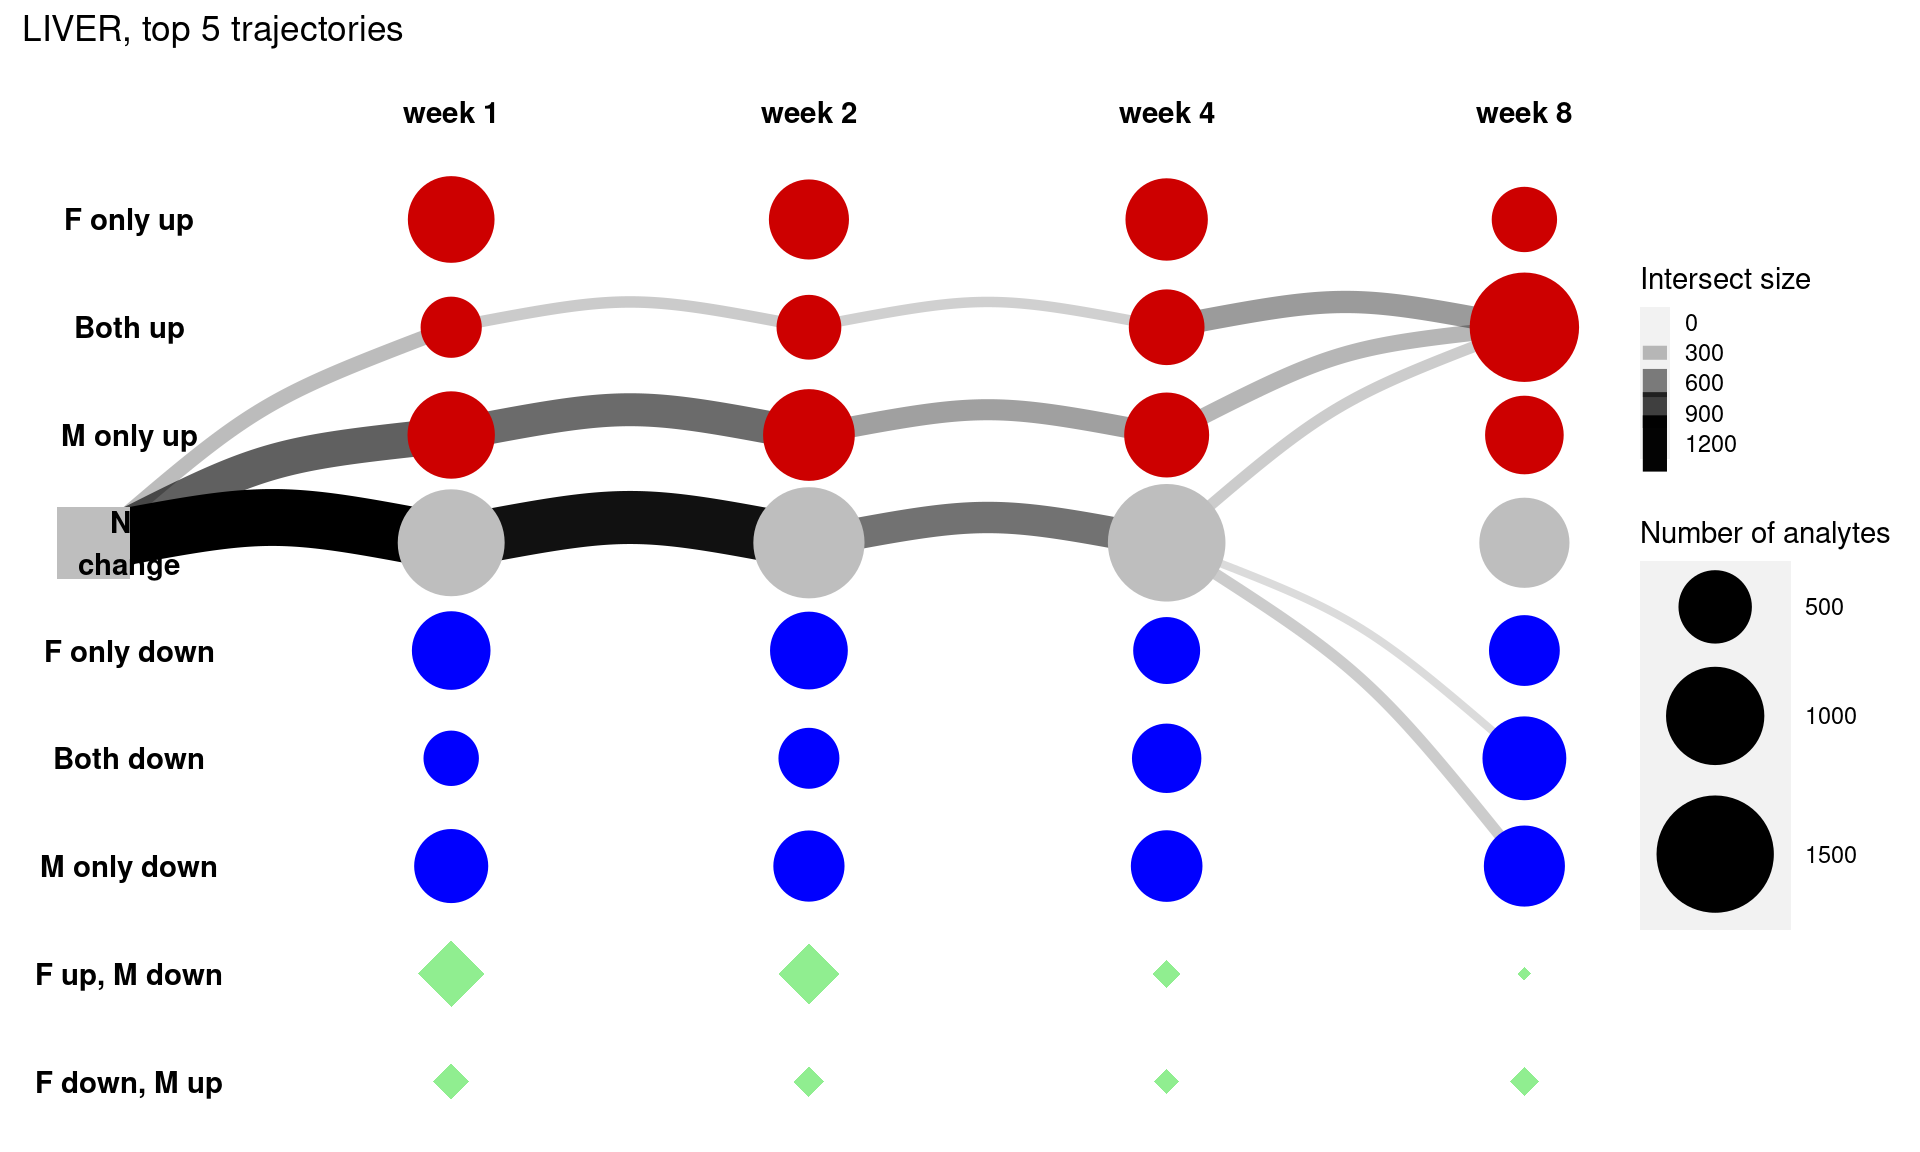 LIVER, top 5 trajectories
week 1 week 2 week 4 week 8
F only up
Both up
M only up
N
change
F only down
Both down
M only down
F up, M down
F down, M up
Intersect size
0
300
600
900
1200
Number of analytes
500
1000
1500